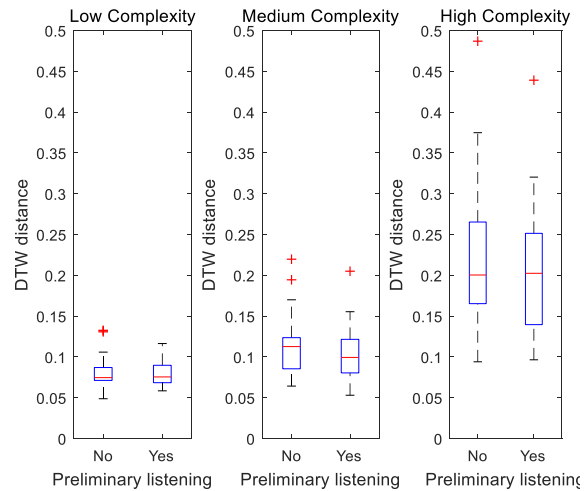 Low Complexity
0.5
0.45
0.4
0.35
0.3
0.25
0.2
0.15
0.1
0.05
0
DTW distance
No Yes
Preliminary listening
Medium Complexity
0.5
0.45
0.4
0.35
0.3
0.25
0.2
0.15
0.1
0.05
0
DTW distance
No Yes
Preliminary listening
High Complexity
0.5
0.45
0.4
0.35
0.3
0.25
0.2
0.15
0.1
0.05
0
DTW distance
No Yes
Preliminary listening